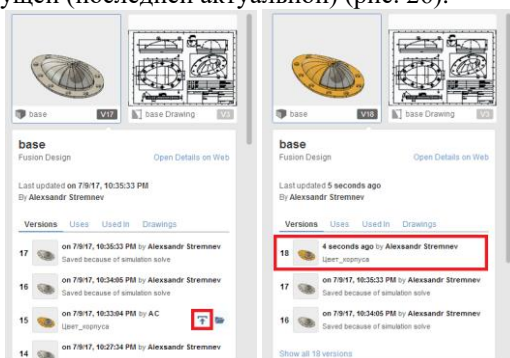 ущей (последней актуальной) (рис. 26).
base
V17
base Drawing
V3
base
Fusion Design
Open Details on Web
Last updated on 7/9/17, 10:35:33 PM
By Alexsandr Stremnev
Versions Uses Used In Drawings
17
on 7/9/17, 10:35:33 PM by Alexsandr Stremnev
Saved because of simulation solve
16
on 7/9/17, 10:34:05 PM by Alexsandr Stremnev
Saved because of simulation solve
15
on 7/9/17, 10:33:04 PM by A C
Цвет_корпуса
14
on 7/9/17, 10:27:34 PM by Alexsandr Stremnev
base
V18
base Drawing
V3
base
Fusion Design
Open Details on Web
Last updated 5 seconds ago
By Alexsandr Stremnev
Versions Uses Used In Drawings
18
4 seconds ago by Alexsandr Stremnev
Цвет_корпуса
17
on 7/9/17, 10:35:33 PM by Alexsandr Stremnev
Saved because of simulation solve
16
on 7/9/17, 10:34:05 PM by Alexsandr Stremnev
Saved because of simulation solve
Show all 18 versions